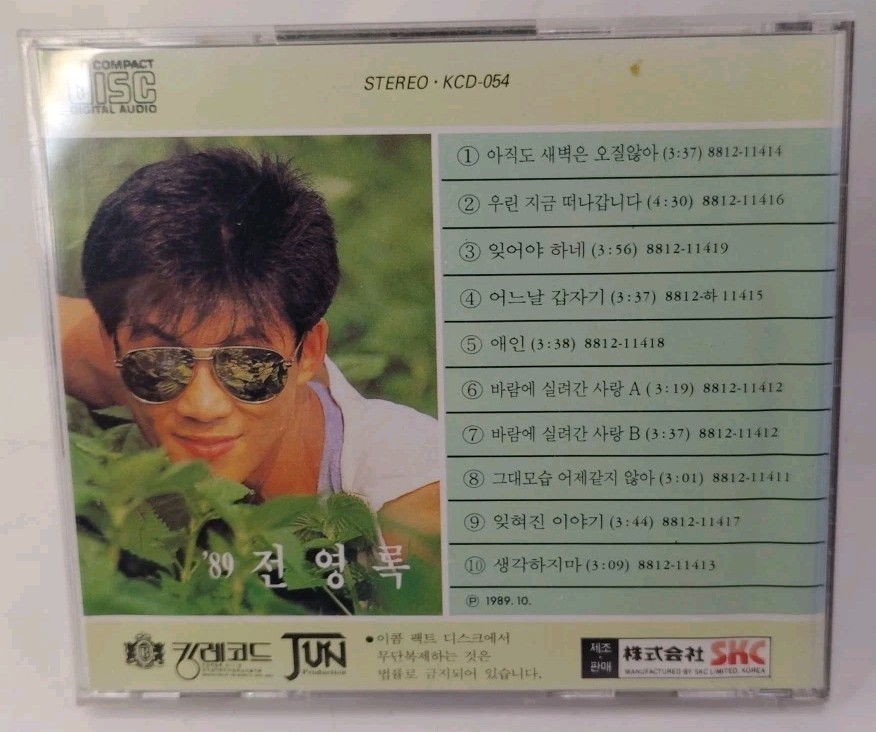 COMPACT
DISC
DIGITAL AUDIO
STEREO · KCD-054
① 아직도 새벽은 오질않아 (3:37) 8812-11414
② 우린 지금 떠나갑니다 (4:30) 8812-11416
③ 잊어야 하네 (3:56) 8812-11419
④ 어느날 갑자기 (3:37) 8812-하 11415
⑤ 애인 (3:38) 8812-11418
⑥ 바람에 실려간 사랑 A (3:19) 8812-11412
⑦ 바람에 실려간 사랑 B (3:37) 8812-11412
⑧ 그대모습 어제같지 않아 (3:01) 8812-11411
⑨ 잊혀진 이야기 (3:44) 8812-11417
⑩ 생각하지마 (3:09) 8812-11413
℗ 1989. 10.
'89 전영록
킹레코드
JUN
Production
●이콤 팩트 디스크에서
무단복제하는 것은
법률로 금지되어 있습니다.
제조
판매
株式会社 SKC
MANUFACTURED BY SKC LIMITED, KOREA